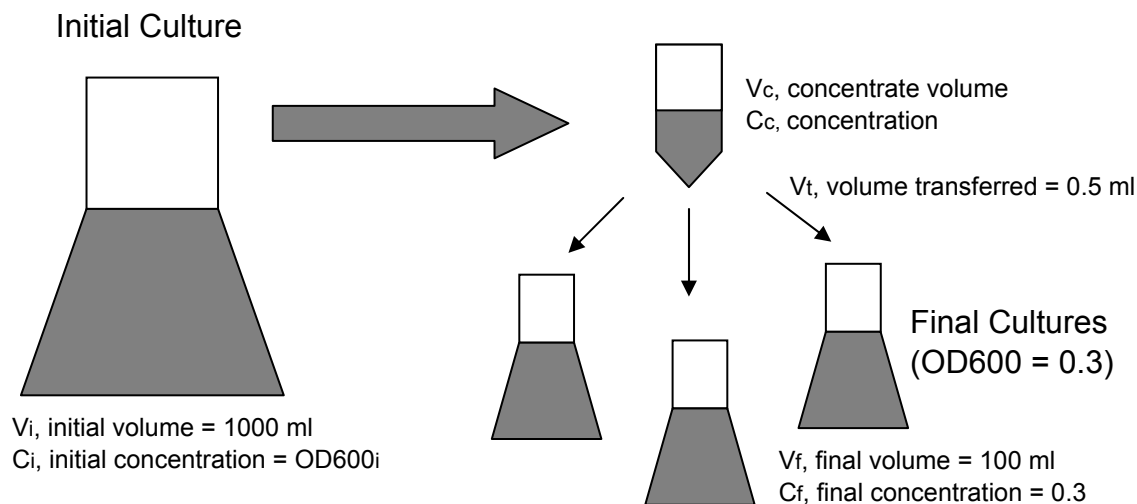 Initial Culture
Vc, concentrate volume
Cc, concentration
Vt, volume transferred = 0.5 ml
Final Cultures
(OD600 = 0.3)
Vi, initial volume = 1000 ml
Ci, initial concentration = OD600i
Vf, final volume = 100 ml
Cf, final concentration = 0.3